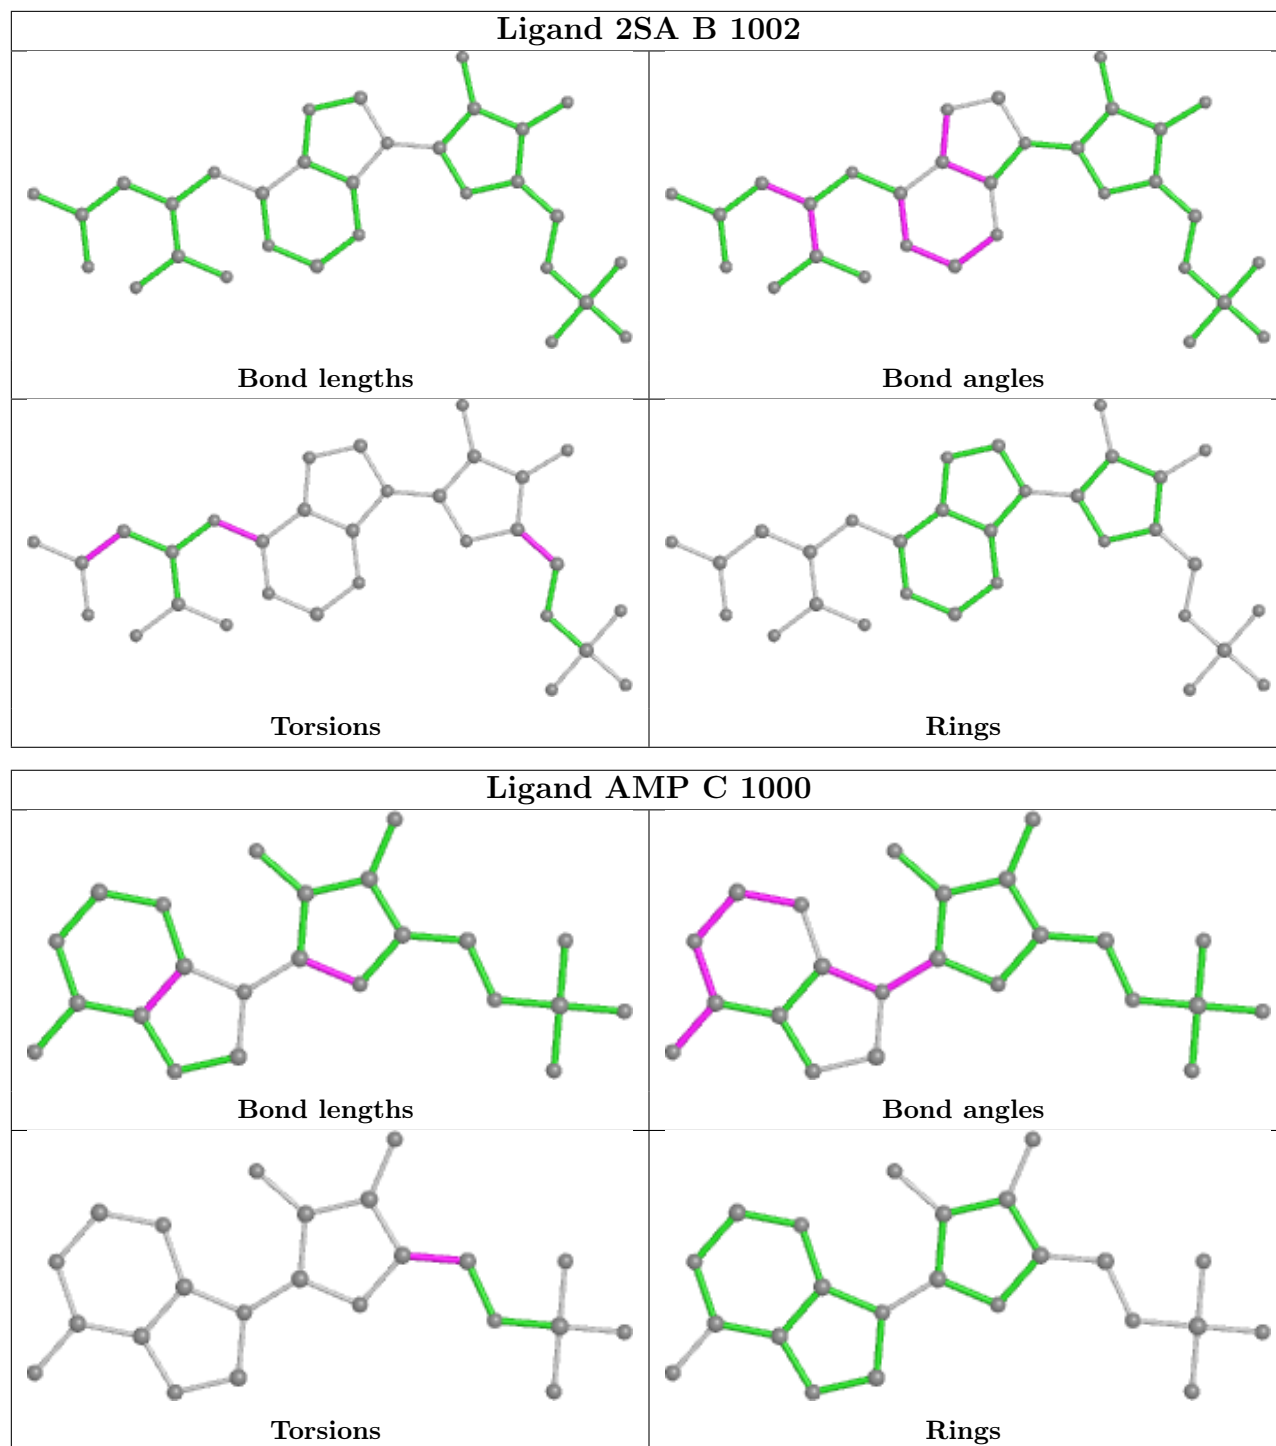 Ligand 2SA B 1002
Bond lengths
Bond angles
Torsions
Rings
Ligand AMP C 1000
Bond lengths
Bond angles
Torsions
Rings